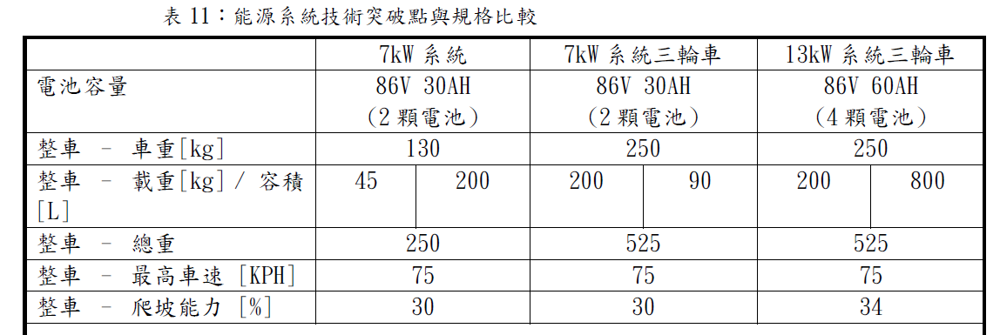 表 11：能源系統技術突破點與規格比較
7kW 系統 7kW 系統三輪車 13kW 系統三輪車
電池容量 86V 30AH 86V 30AH 86V 60AH
(2 顆電池) (2 顆電池) (4 顆電池)
整車 - 車重[kg] 130 250 250
整車 - 載重[kg] / 容積 45 200 200 90 200 800
[L]
整車 - 總重 250 525 525
整車 - 最高車速 [KPH] 75 75 75
整車 - 爬坡能力 [%] 30 30 34